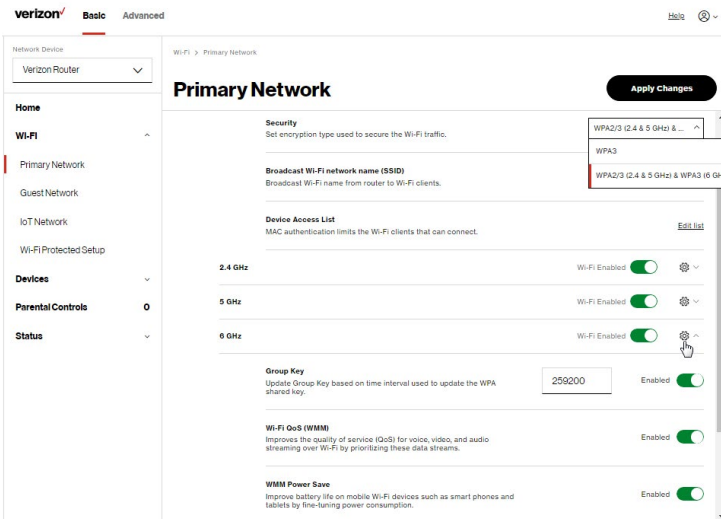 verizon✓
Basic
Advanced
Help
Network Device
Verizon Router
Home
Wi-Fi
Primary Network
Guest Network
IoT Network
Wi-Fi Protected Setup
Devices
Parental Controls 0
Status
Wi-Fi > Primary Network
Primary Network
Apply Changes
Security
Set encryption type used to secure the Wi-Fi traffic.
WPA2/3 (2.4 & 5 GHz) & ...
WPA3
WPA2/3 (2.4 & 5 GHz) & WPA3 (6 GH
Broadcast Wi-Fi network name (SSID)
Broadcast Wi-Fi name from router to Wi-Fi clients.
Device Access List
MAC authentication limits the Wi-Fi clients that can connect.
Edit list
2.4 GHz
Wi-Fi Enabled
5 GHz
Wi-Fi Enabled
6 GHz
Wi-Fi Enabled
Group Key
Update Group Key based on time interval used to update the WPA
shared key.
259200
Enabled
Wi-Fi QoS (WMM)
Improves the quality of service (QoS) for voice, video, and audio
streaming over Wi-Fi by prioritizing these data streams.
Enabled
WMM Power Save
Improve battery life on mobile Wi-Fi devices such as smart phones and
tablets by fine-tuning power consumption.
Enabled